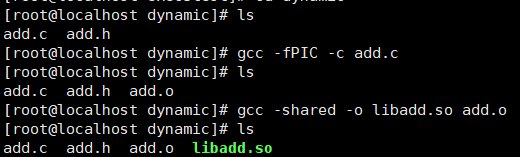 [root@localhost dynamic]# ls
add.c  add.h
[root@localhost dynamic]# gcc -fPIC -c add.c
[root@localhost dynamic]# ls
add.c  add.h  add.o
[root@localhost dynamic]# gcc -shared -o libadd.so add.o
[root@localhost dynamic]# ls
add.c  add.h  add.o  libadd.so